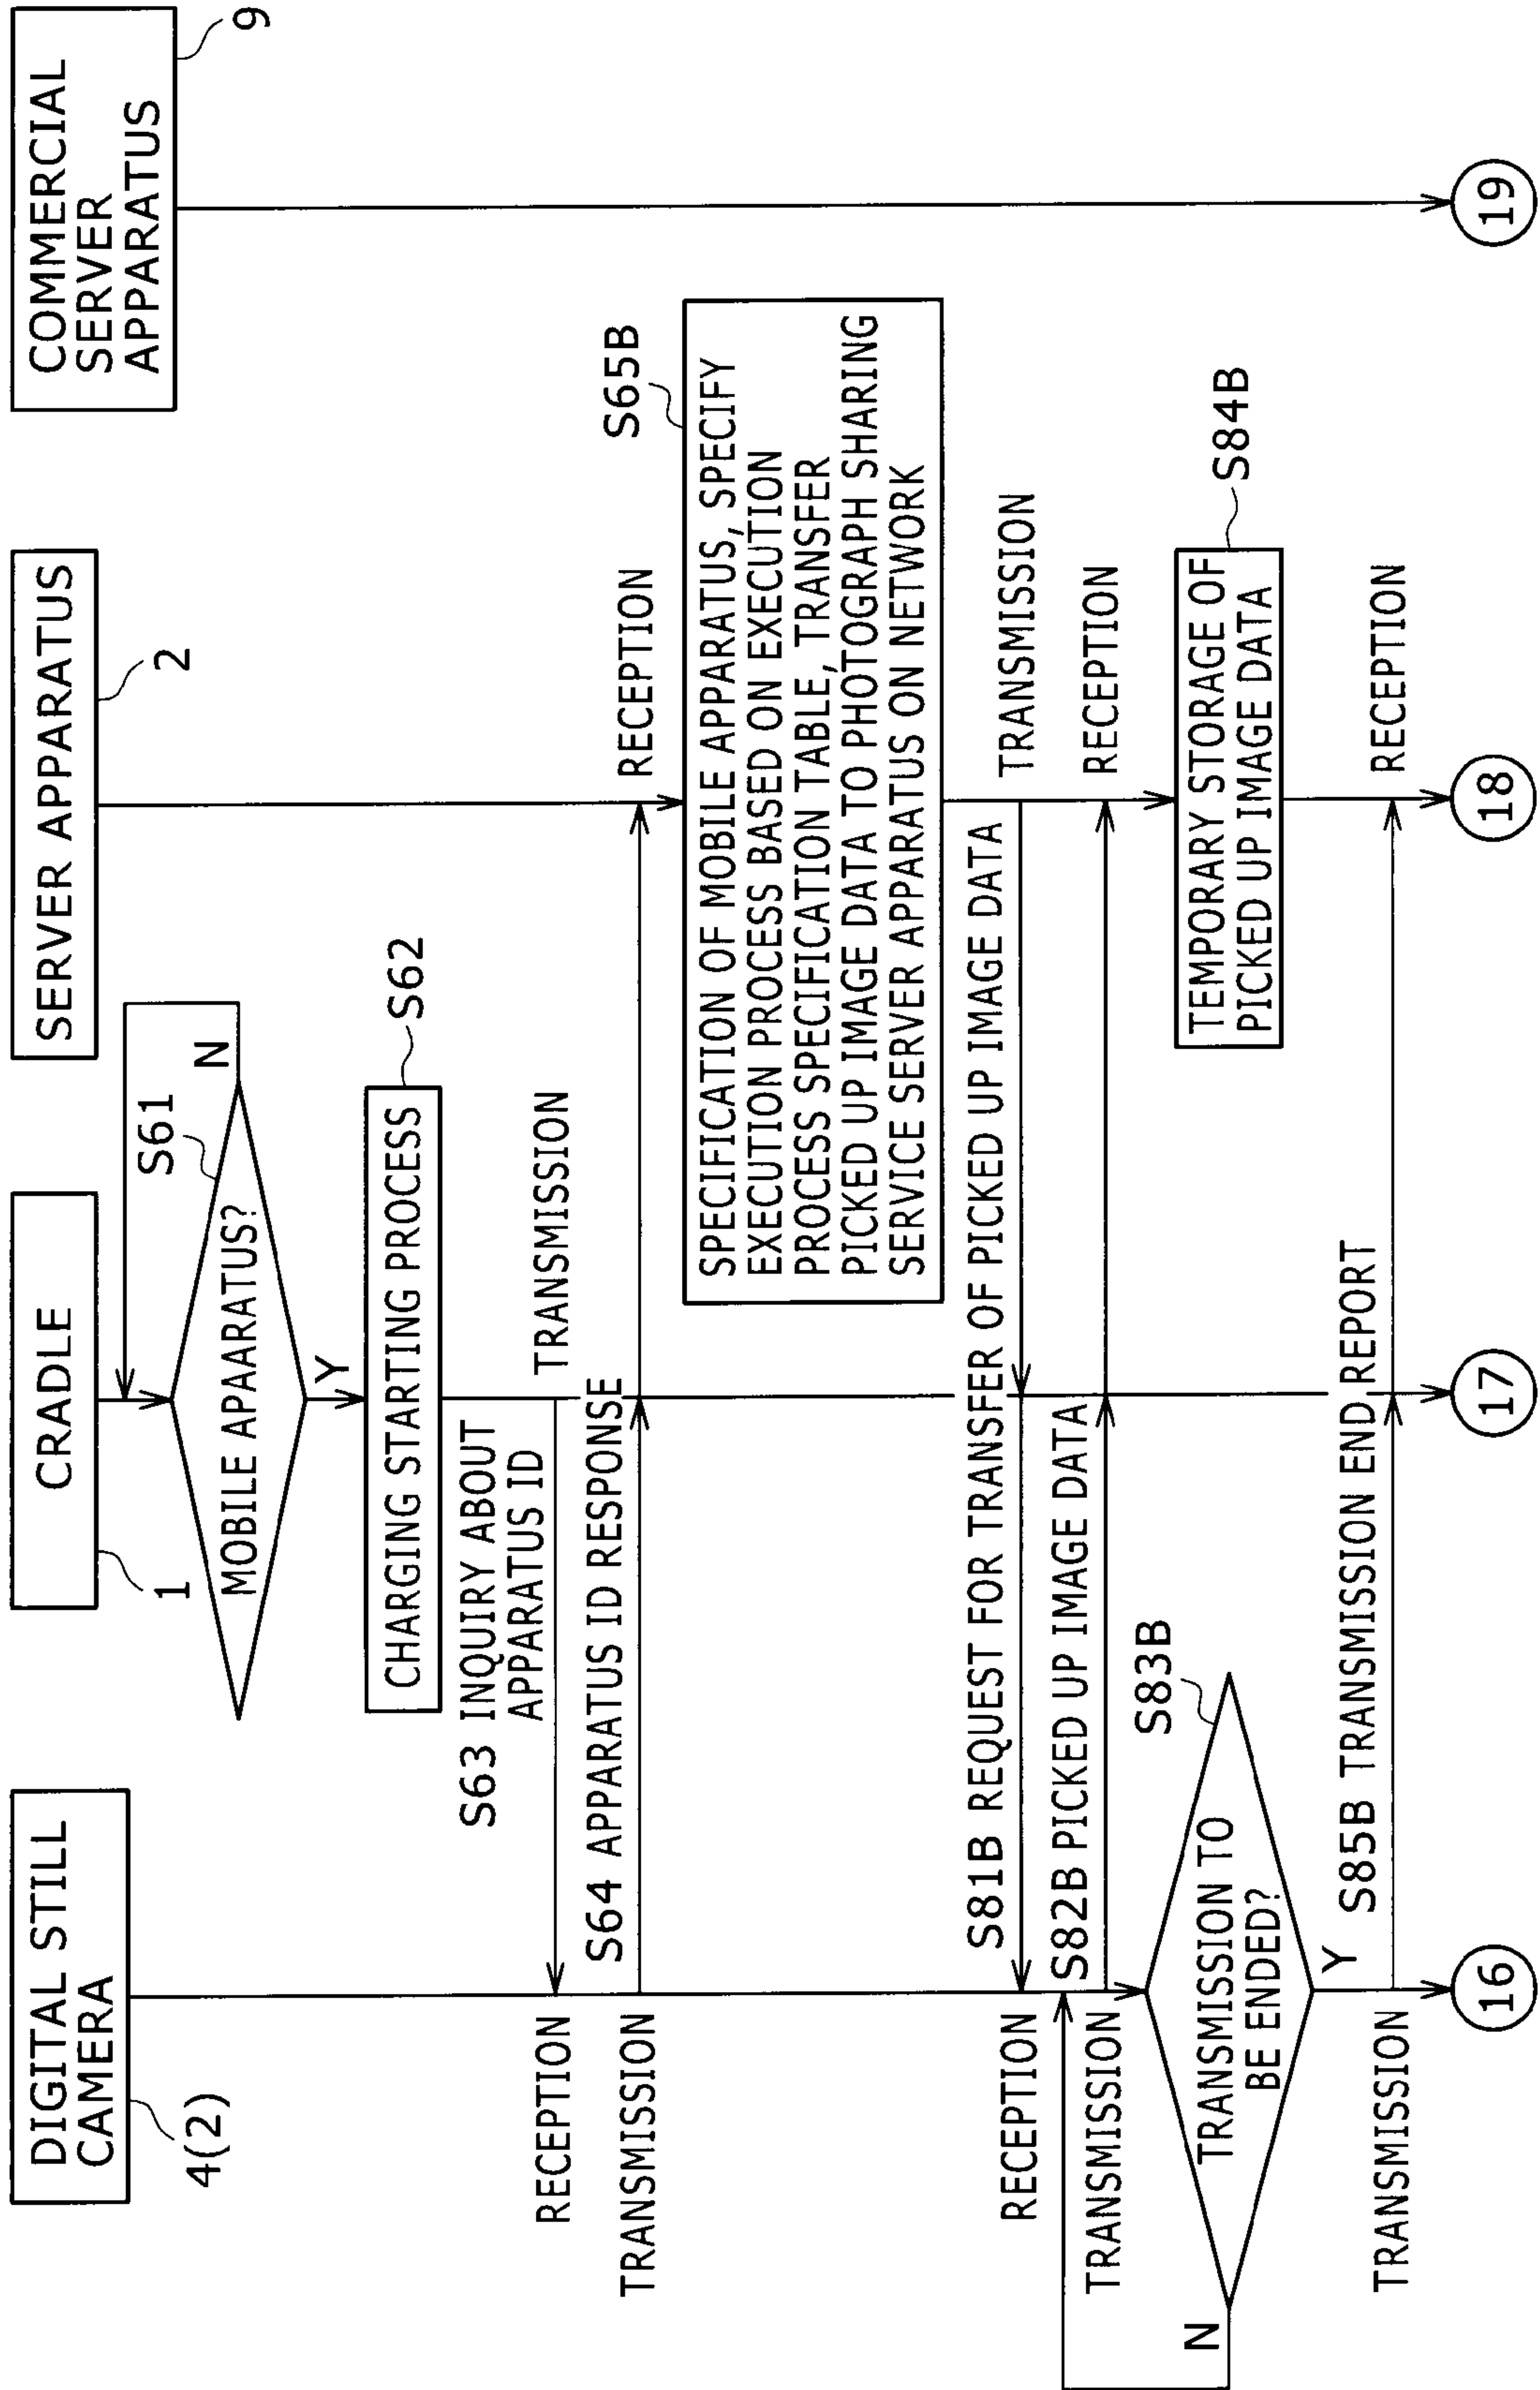 DIGITAL STILL
CAMERA
4(2)
CRADLE
1
SERVER APPARATUS
2
COMMERCIAL
SERVER
APPARATUS
9
S61
MOBILE APAARATUS?
N
Y
S62
CHARGING STARTING PROCESS
S63 INQUIRY ABOUT
APPARATUS ID
TRANSMISSION
RECEPTION
S64 APPARATUS ID RESPONSE
TRANSMISSION
RECEPTION
S65B
SPECIFICATION OF MOBILE APPARATUS, SPECIFY
EXECUTION PROCESS BASED ON EXECUTION
PROCESS SPECIFICATION TABLE, TRANSFER
PICKED UP IMAGE DATA TO PHOTOGRAPH SHARING
SERVICE SERVER APPARATUS ON NETWORK
S81B REQUEST FOR TRANSFER OF PICKED UP IMAGE DATA
TRANSMISSION
RECEPTION
S82B PICKED UP IMAGE DATA
TRANSMISSION
RECEPTION
S83B
TRANSMISSION TO
BE ENDED?
N
Y
S84B
TEMPORARY STORAGE OF
PICKED UP IMAGE DATA
S85B TRANSMISSION END REPORT
TRANSMISSION
RECEPTION
16
17
18
19